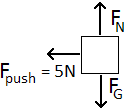 FN
Fpush = 5N
FG